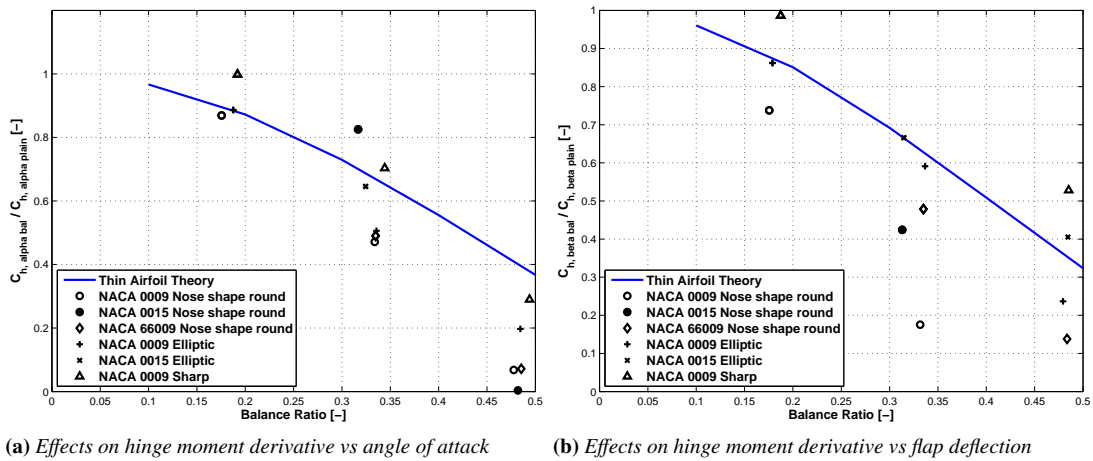 1
0.8
0.6
0.4
0.2
0
C_h, alpha bal / C_h, alpha plain [−]
Thin Airfoil Theory
NACA 0009 Nose shape round
NACA 0015 Nose shape round
NACA 66009 Nose shape round
NACA 0009 Elliptic
NACA 0015 Elliptic
NACA 0009 Sharp
0 0.05 0.1 0.15 0.2 0.25 0.3 0.35 0.4 0.45 0.5
Balance Ratio [−]
(a) Effects on hinge moment derivative vs angle of attack
1
0.9
0.8
0.7
0.6
0.5
0.4
0.3
0.2
0.1
0
C_h, beta bal / C_h, beta plain [−]
Thin Airfoil Theory
NACA 0009 Nose shape round
NACA 0015 Nose shape round
NACA 66009 Nose shape round
NACA 0009 Elliptic
NACA 0015 Elliptic
NACA 0009 Sharp
0 0.05 0.1 0.15 0.2 0.25 0.3 0.35 0.4 0.45 0.5
Balance Ratio [−]
(b) Effects on hinge moment derivative vs flap deflection